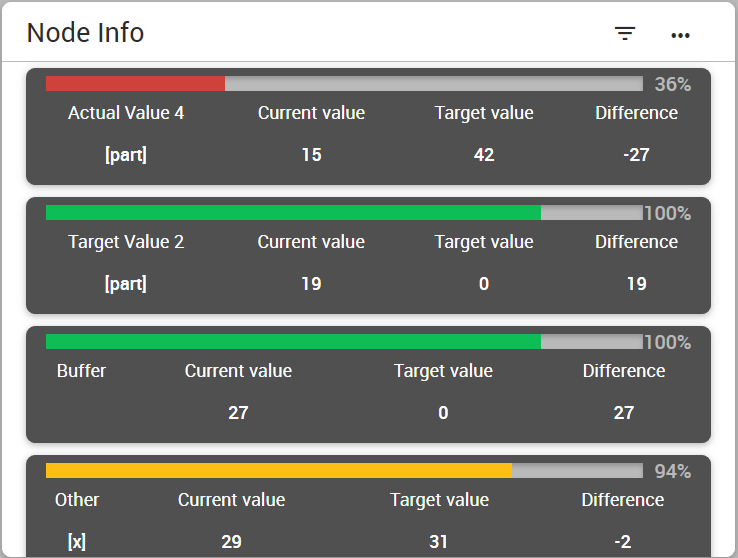 Node Info
36%
Actual Value 4 Current value Target value Difference
[part] 15 42 -27
100%
Target Value 2 Current value Target value Difference
[part] 19 0 19
100%
Buffer Current value Target value Difference
27 0 27
94%
Other Current value Target value Difference
[x] 29 31 -2